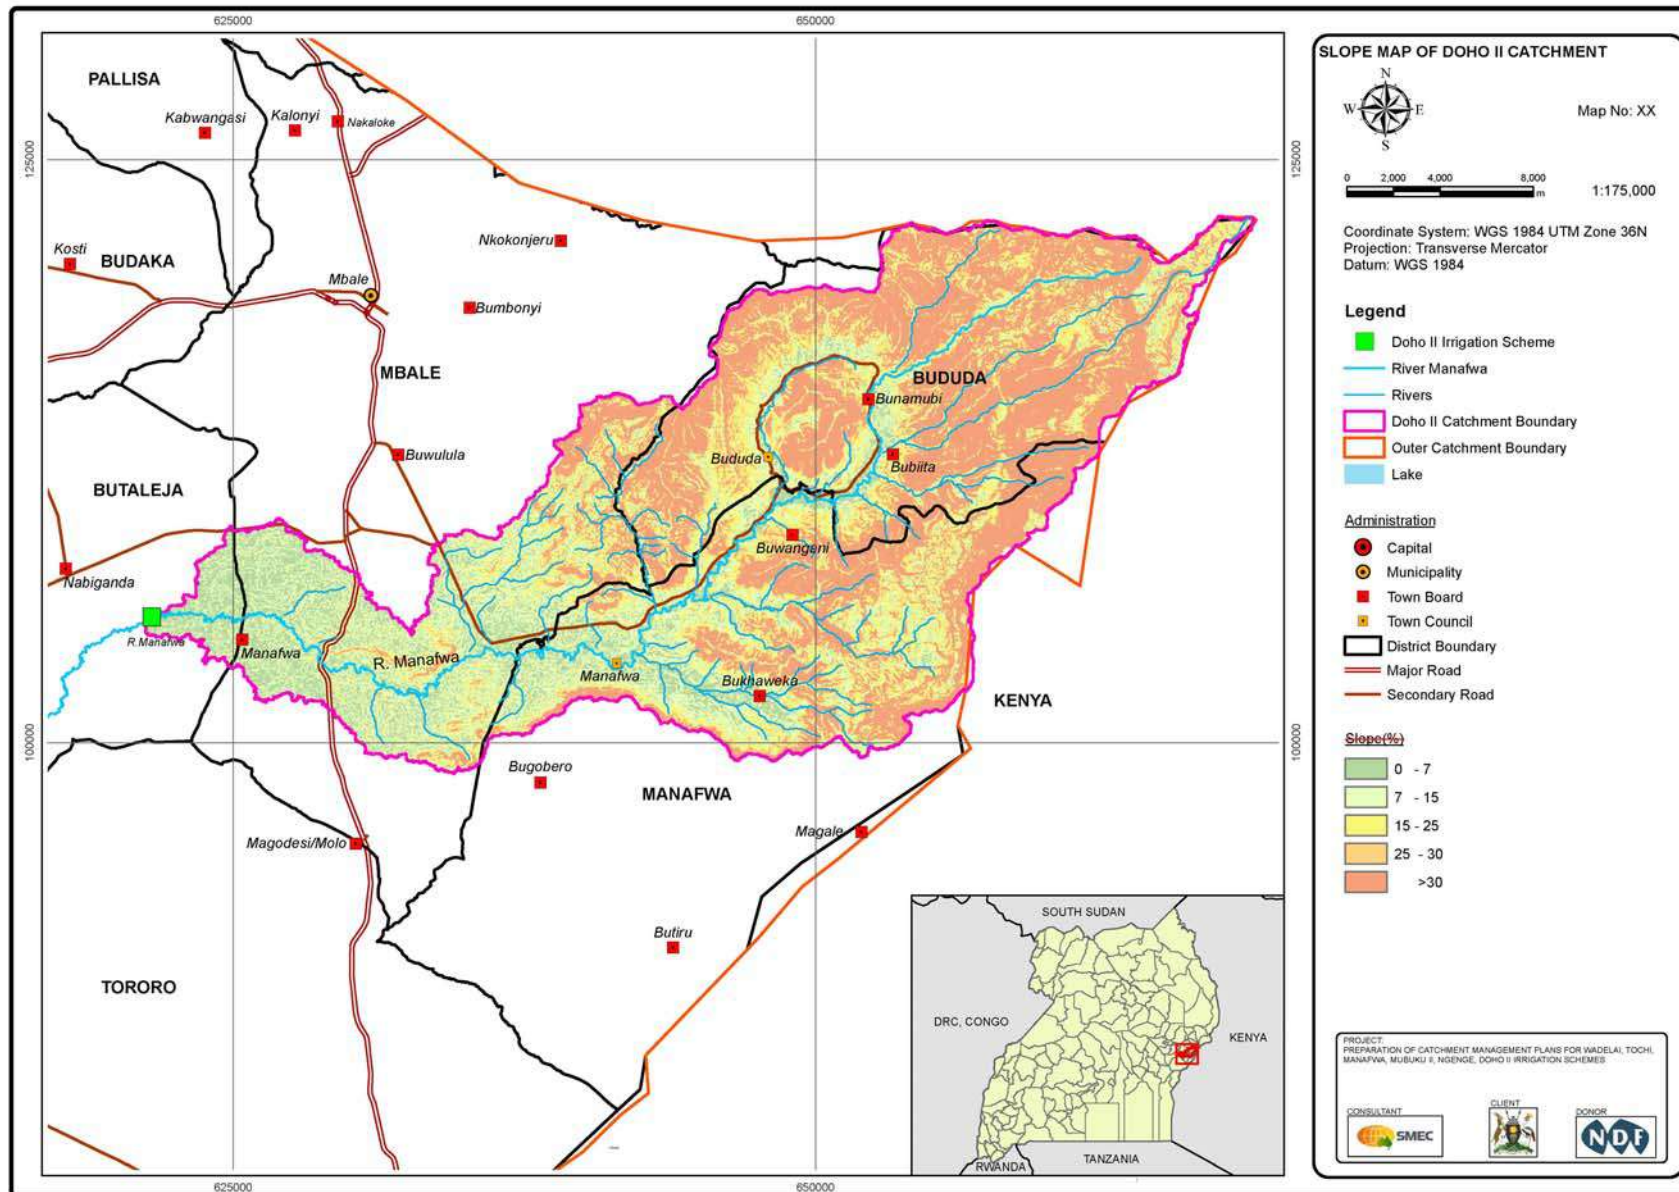 625000
650000
125000
100000
125000
100000
625000
650000
PALLISA
Kabwangasi
Kalonyi
Nakaloke
Kosti
BUDAKA
Nkokonjeru
Mbale
Bumbonyi
MBALE
BUDUDA
Bunamubi
Buwulula
Bududa
Bubiita
BUTALEJA
Buwangani
Nabiganda
R.Manafwa
Manafwa
R. Manafwa
Manafwa
Bukhaweka
KENYA
Bugobero
MANAFWA
Magodesi/Molo
Magale
Butiru
TORORO
SOUTH SUDAN
DRC, CONGO
KENYA
RWANDA
TANZANIA
SLOPE MAP OF DOHO II CATCHMENT
N
W E
S
Map No: XX
0 2,000 4,000 8,000
m
1:175,000
Coordinate System: WGS 1984 UTM Zone 36N
Projection: Transverse Mercator
Datum: WGS 1984
Legend
Doho II Irrigation Scheme
River Manafwa
Rivers
Doho II Catchment Boundary
Outer Catchment Boundary
Lake
Administration
Capital
Municipality
Town Board
Town Council
District Boundary
Major Road
Secondary Road
Slope(%)
0 - 7
7 - 15
15 - 25
25 - 30
>30
PROJECT:
PREPARATION OF CATCHMENT MANAGEMENT PLANS FOR WADELAI, TOCHI,
MANAFWA, MUBUKU II, NGENGE, DOHO II IRRIGATION SCHEMES
CONSULTANT
SMEC
CLIENT
DONOR
NDF